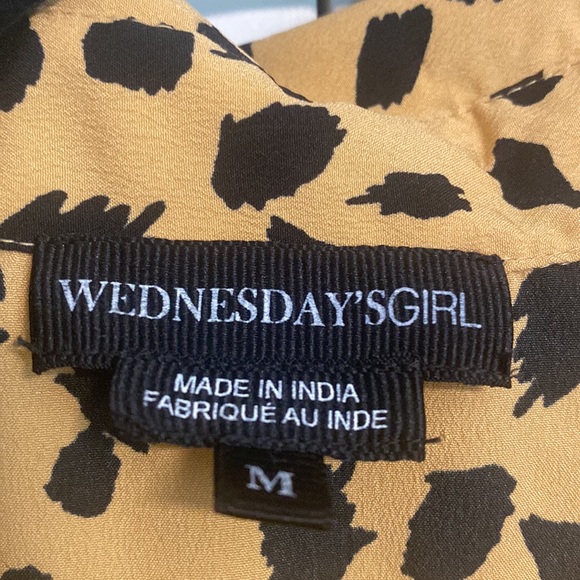 WEDNESDAY'SGIRL
MADE IN INDIA
FABRIQUÉ AU INDE
M